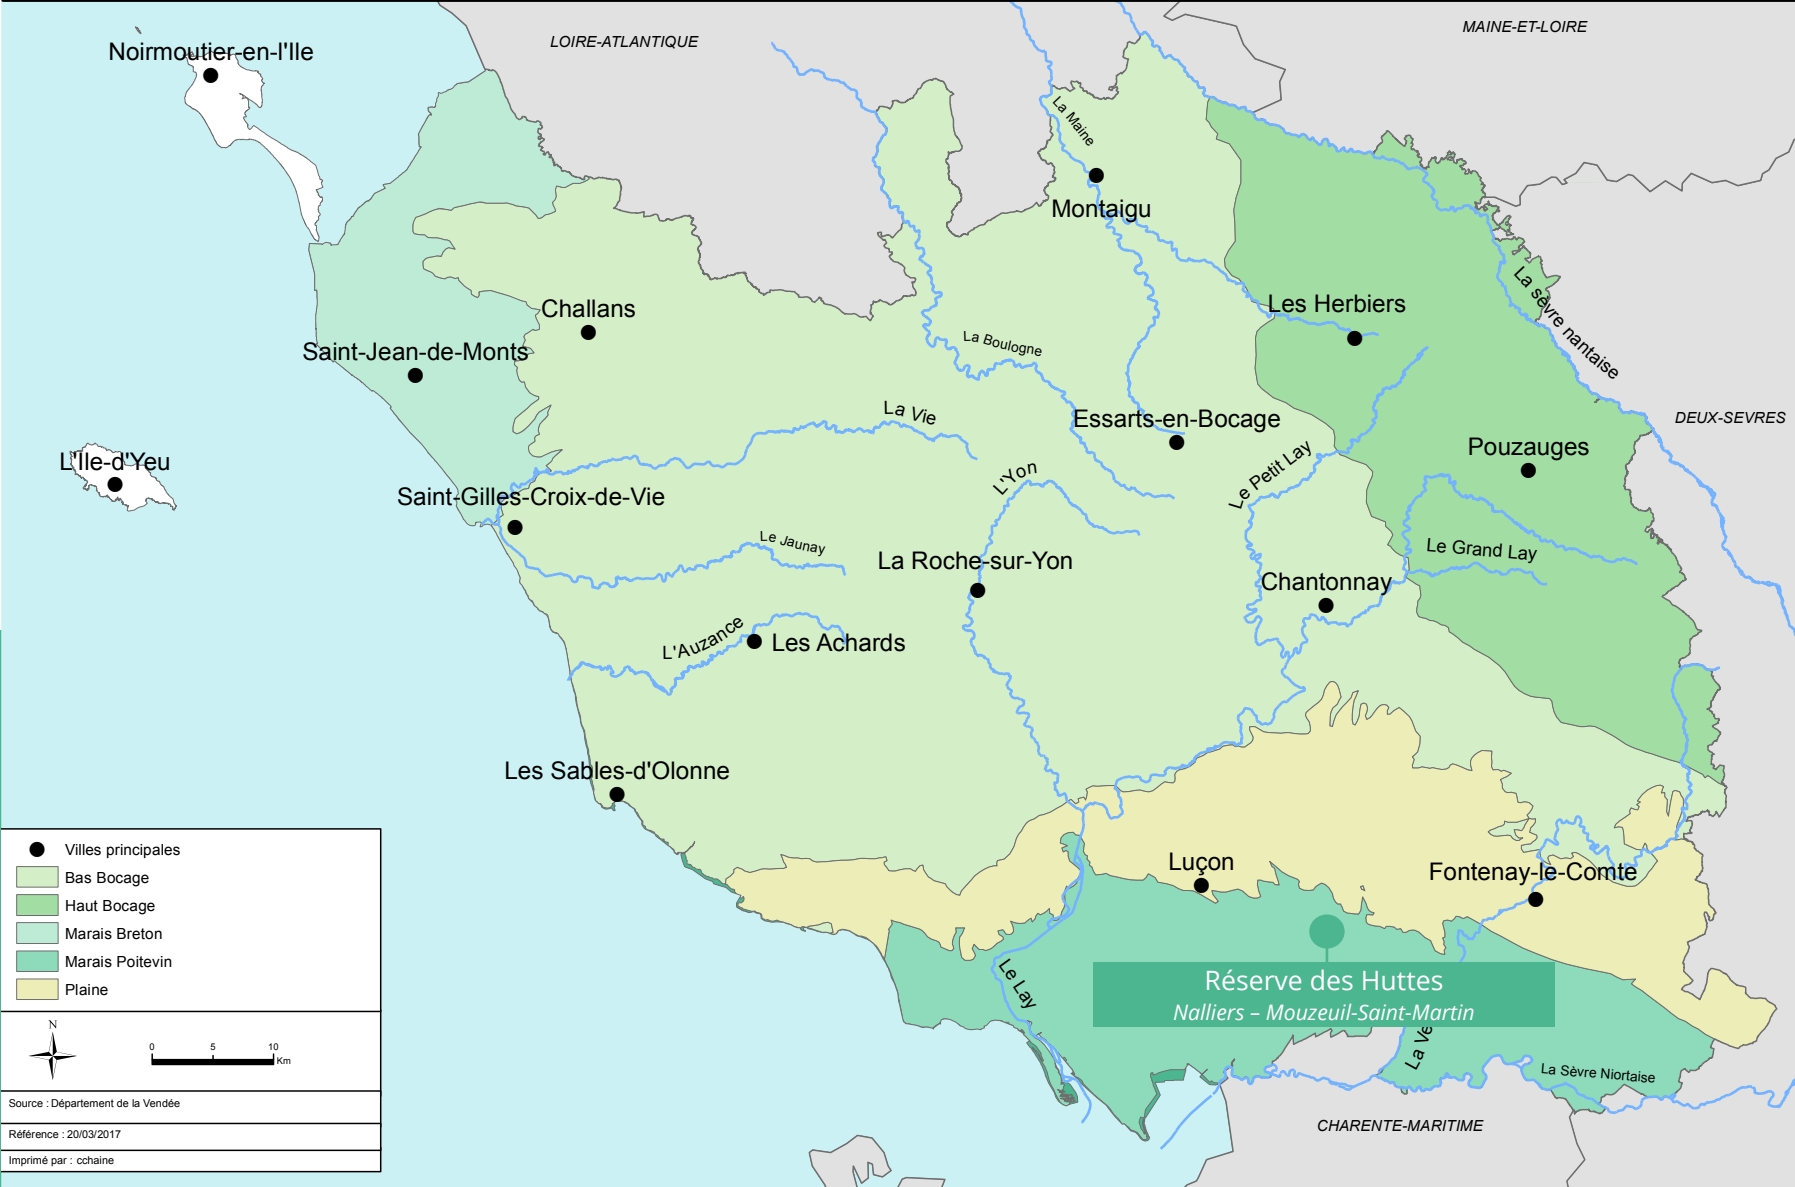 LOIRE-ATLANTIQUE
MAINE-ET-LOIRE
Noirmoutier-en-l'Ile
La Maine
Montaigu
Les Herbiers
La sèvre nantaise
Challans
La Boulogne
Saint-Jean-de-Monts
La Vie
Essarts-en-Bocage
DEUX-SEVRES
Pouzauges
L'Ile-d'Yeu
L'Yon
Le Petit Lay
Saint-Gilles-Croix-de-Vie
Le Jaunay
La Roche-sur-Yon
Le Grand Lay
Chantonnay
L'Auzance
Les Achards
Les Sables-d'Olonne
Luçon
Fontenay-le-Comte
Le Lay
Réserve des Huttes
Nalliers – Mouzeuil-Saint-Martin
La Ve
La Sèvre Niortaise
CHARENTE-MARITIME
Villes principales
Bas Bocage
Haut Bocage
Marais Breton
Marais Poitevin
Plaine
N
0 5 10
Km
Source : Département de la Vendée
Référence : 20/03/2017
Imprimé par : cchaine